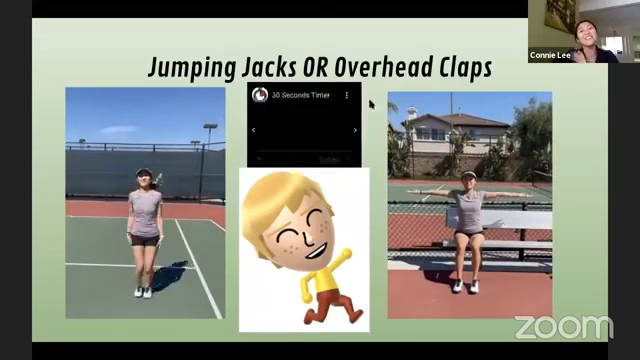 Connie Lee
Jumping Jacks OR Overhead Claps
30 Seconds Timer
zoom